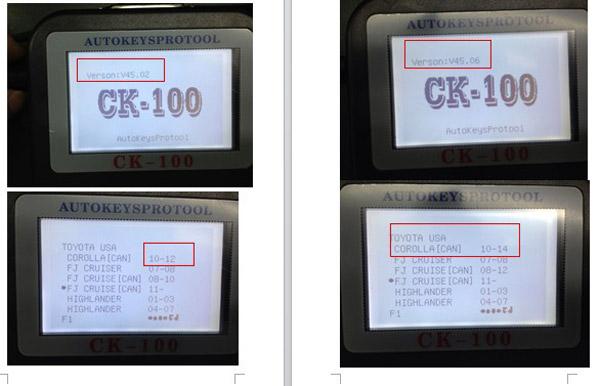 AUTOKEYSPROTOOL
Verson:V45.02
CK-100
AutoKeysProtool
CK-100
AUTOKEYSPROTOOL
Verson:V45.06
CK-100
AutoKeysProtool
CK-100
AUTOKEYSPROTOOL
TOYOTA USA
COROLLA[CAN] 10-12
FJ CRUISER 07-08
FJ CRUISE[CAN] 08-10
FJ CRUISE[CAN] 11-
HIGHLANDER 01-03
HIGHLANDER 04-07
F1
CK-100
AUTOKEYSPROTOOL
TOYOTA USA
COROLLA[CAN] 10-14
FJ CRUISER 07-08
FJ CRUISE[CAN] 08-12
FJ CRUISE[CAN] 11-
HIGHLANDER 01-03
HIGHLANDER 04-07
F1
CK-100